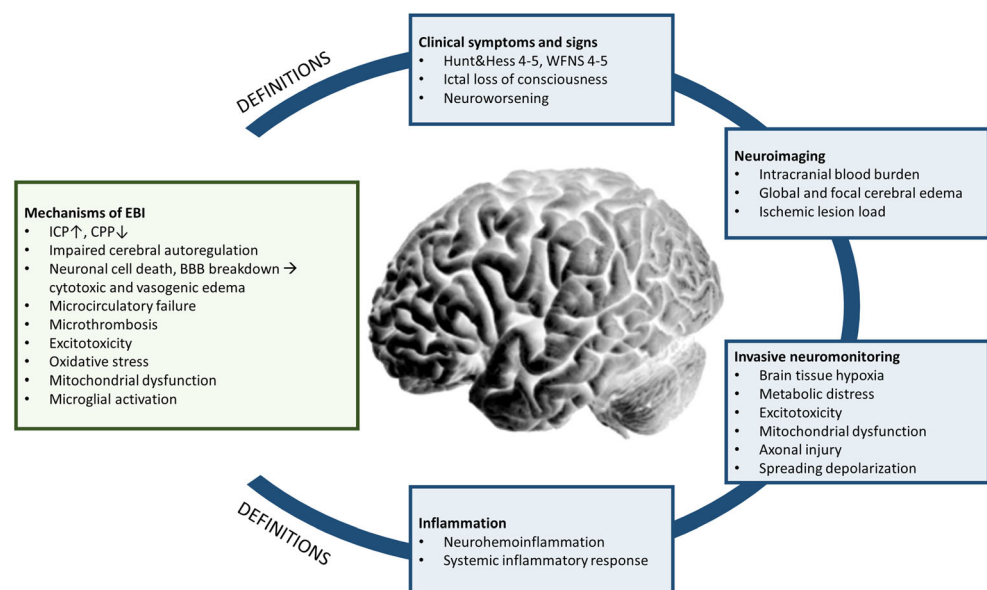 DEFINITIONS
Clinical symptoms and signs
• Hunt&Hess 4-5, WFNS 4-5
• Ictal loss of consciousness
• Neuroworsening
Neuroimaging
• Intracranial blood burden
• Global and focal cerebral edema
• Ischemic lesion load
Mechanisms of EBI
• ICP↑, CPP↓
• Impaired cerebral autoregulation
• Neuronal cell death, BBB breakdown →
cytotoxic and vasogenic edema
• Microcirculatory failure
• Microthrombosis
• Excitotoxicity
• Oxidative stress
• Mitochondrial dysfunction
• Microglial activation
Invasive neuromonitoring
• Brain tissue hypoxia
• Metabolic distress
• Excitotoxicity
• Mitochondrial dysfunction
• Axonal injury
• Spreading depolarization
DEFINITIONS
Inflammation
• Neurohemoinflammation
• Systemic inflammatory response